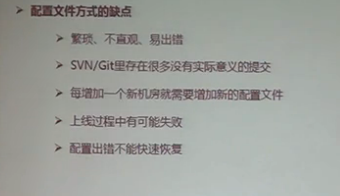 配置文件方式的缺点
繁琐、不直观、易出错
SVN/Git里存在很多没有实际意义的提交
每增加一个新机房就需要增加新的配置文件
上线过程中有可能失败
配置出错不能快速恢复